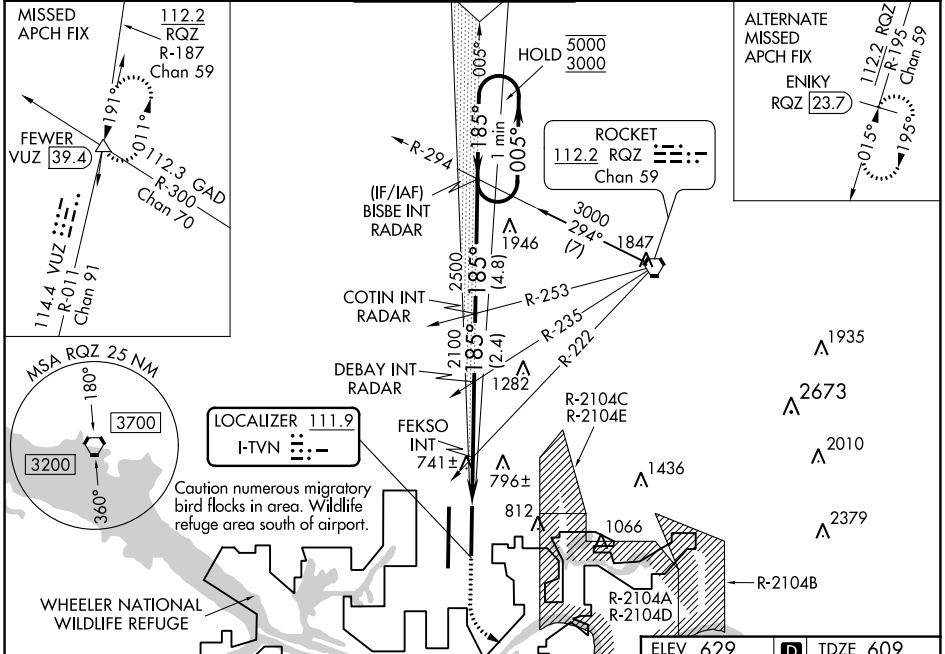 MISSED
APCH FIX
112.2
RQZ
R-187
Chan 59
191°
011°
FEWER
VUZ 39.4
112.3 GAD
R-300
Chan 70
114.4 VUZ
R-011
Chan 91
005°
HOLD 5000
3000
185°
1 min
005°
R-294
(IF/IAF)
BISBE INT
RADAR
1946
ROCKET
112.2 RQZ
Chan 59
3000
294°
(7)
1847
ALTERNATE
MISSED
APCH FIX
112.2 RQZ
R-195
Chan 59
ENIKY
RQZ 23.7
015°
195°
2500
185°
(4.8)
COTIN INT
RADAR
R-253
R-235
R-222
2100
185°
(2.4)
DEBAY INT
RADAR
1282
1935
2673
2010
2379
MSA RQZ 25 NM
180°
3700
3200
360°
LOCALIZER 111.9
I-TVN
FEKSO
INT
741±
796±
R-2104C
R-2104E
1436
812
1066
Caution numerous migratory
bird flocks in area. Wildlife
refuge area south of airport.
WHEELER NATIONAL
WILDLIFE REFUGE
R-2104A
R-2104D
R-2104B
ELEV 629
D
TDZE 609